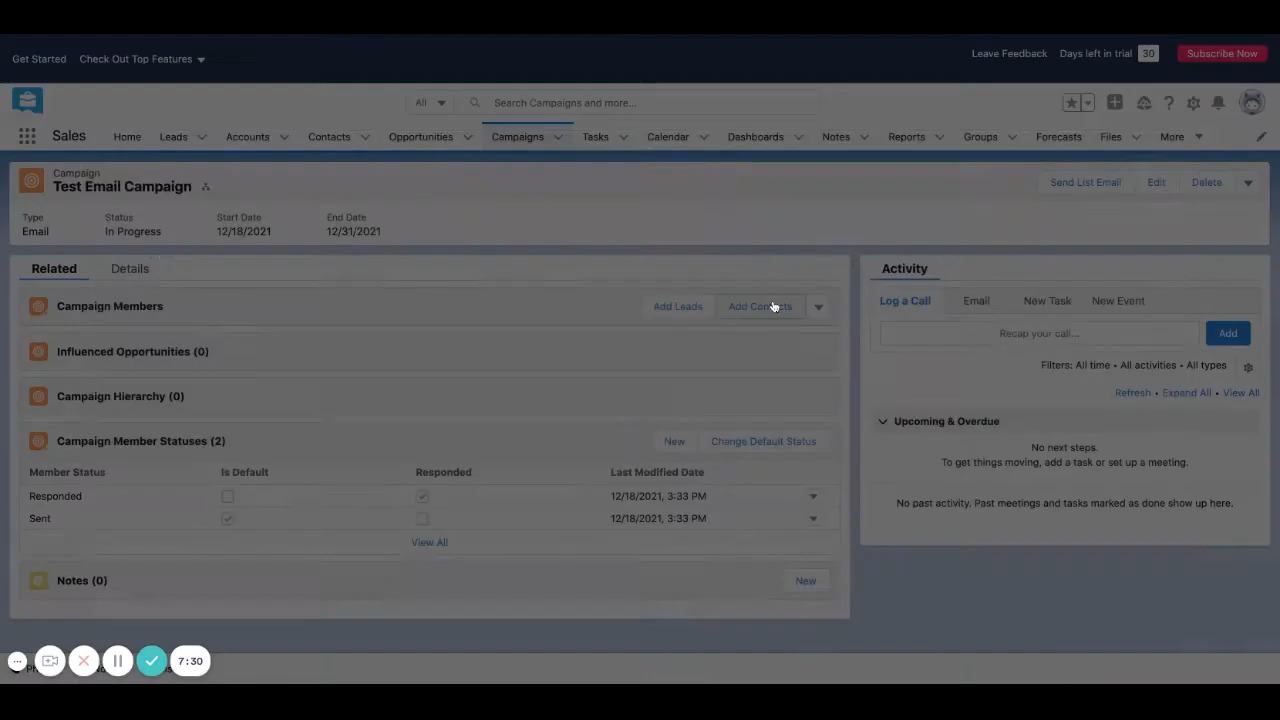 Get Started Check Out Top Features Leave Feedback Days left in trial 30 Subscribe Now
All Search Campaigns and more...
Sales Home Leads Accounts Contacts Opportunities Campaigns Tasks Calendar Dashboards Notes Reports Groups Forecasts Files More
Campaign
Test Email Campaign Send List Email Edit Delete
Type Status Start Date End Date
Email In Progress 12/18/2021 12/31/2021
Related Details Activity
Campaign Members Add Leads Add Contacts
Log a Call Email New Task New Event
Recap your call... Add
Influenced Opportunities (0)
Filters: All time • All activities • All types
Refresh • Expand All • View All
Campaign Hierarchy (0)
Upcoming & Overdue
Campaign Member Statuses (2) New Change Default Status
No next steps.
To get things moving, add a task or set up a meeting.
Member Status Is Default Responded Last Modified Date
Responded 12/18/2021, 3:33 PM
No past activity. Past meetings and tasks marked as done show up here.
Sent 12/18/2021, 3:33 PM
View All
Notes (0) New
7:30